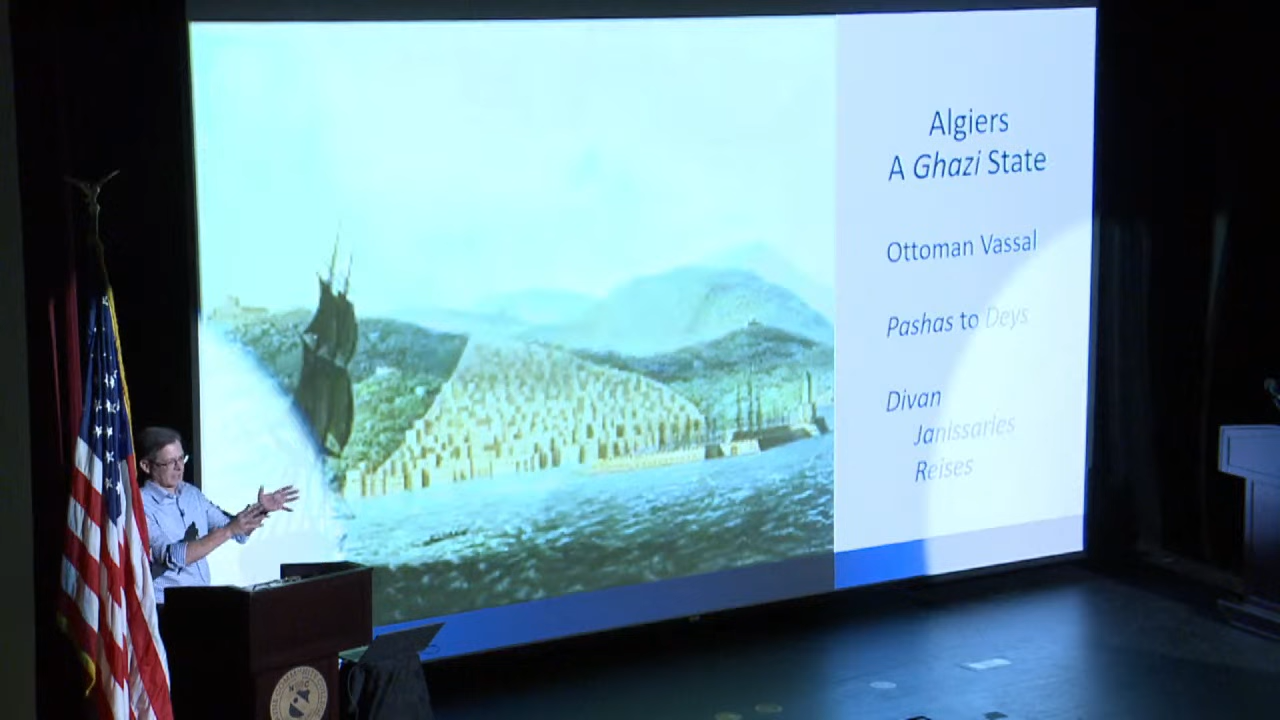 Algiers
A Ghazi State
Ottoman Vassal
Pashas to Deys
Divan
Janissaries
Reises